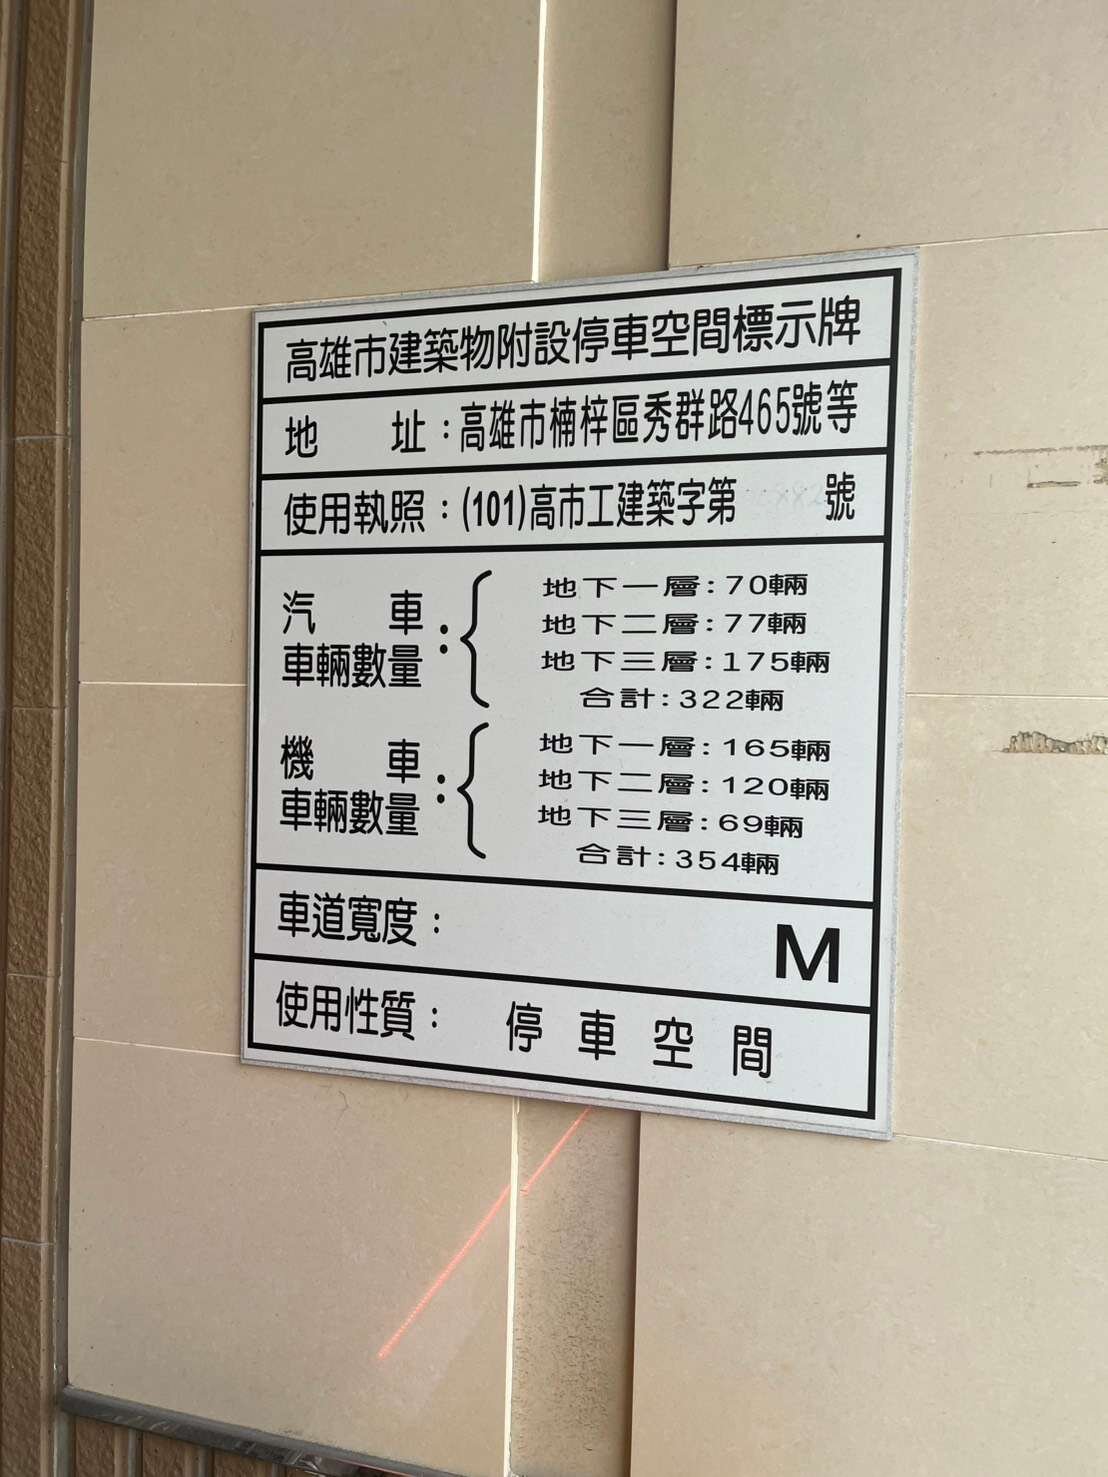 高雄市建築物附設停車空間標示牌
地　　址：高雄市楠梓區秀群路465號等
使用執照：(101)高市工建築字第　　號
汽　　車
車輛數量：
地下一層：70輛
地下二層：77輛
地下三層：175輛
合計：322輛
機　　車
車輛數量：
地下一層：165輛
地下二層：120輛
地下三層：69輛
合計：354輛
車道寬度：　　M
使用性質：　停車空間